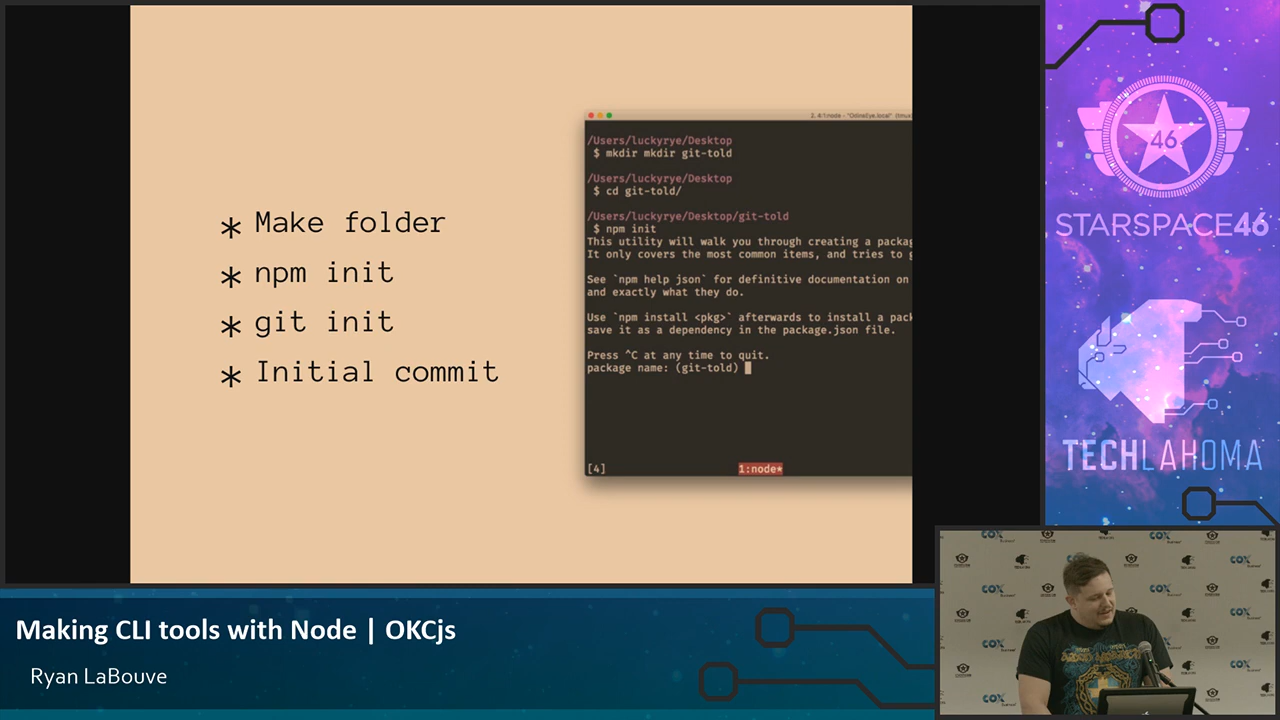 * Make folder
* npm init
* git init
* Initial commit
/Users/luckyrye/Desktop
$ mkdir mkdir git-told
/Users/luckyrye/Desktop
$ cd git-told/
/Users/luckyrye/Desktop/git-told
$ npm init
This utility will walk you through creating a packag
It only covers the most common items, and tries to g
See `npm help json` for definitive documentation on
and exactly what they do.
Use `npm install <pkg>` afterwards to install a pack
save it as a dependency in the package.json file.
Press ^C at any time to quit.
package name: (git-told)
[4] 1:node*
46
STARSPACE46
TECHLAHOMA
COX
Making CLI tools with Node | OKCjs
Ryan LaBouve